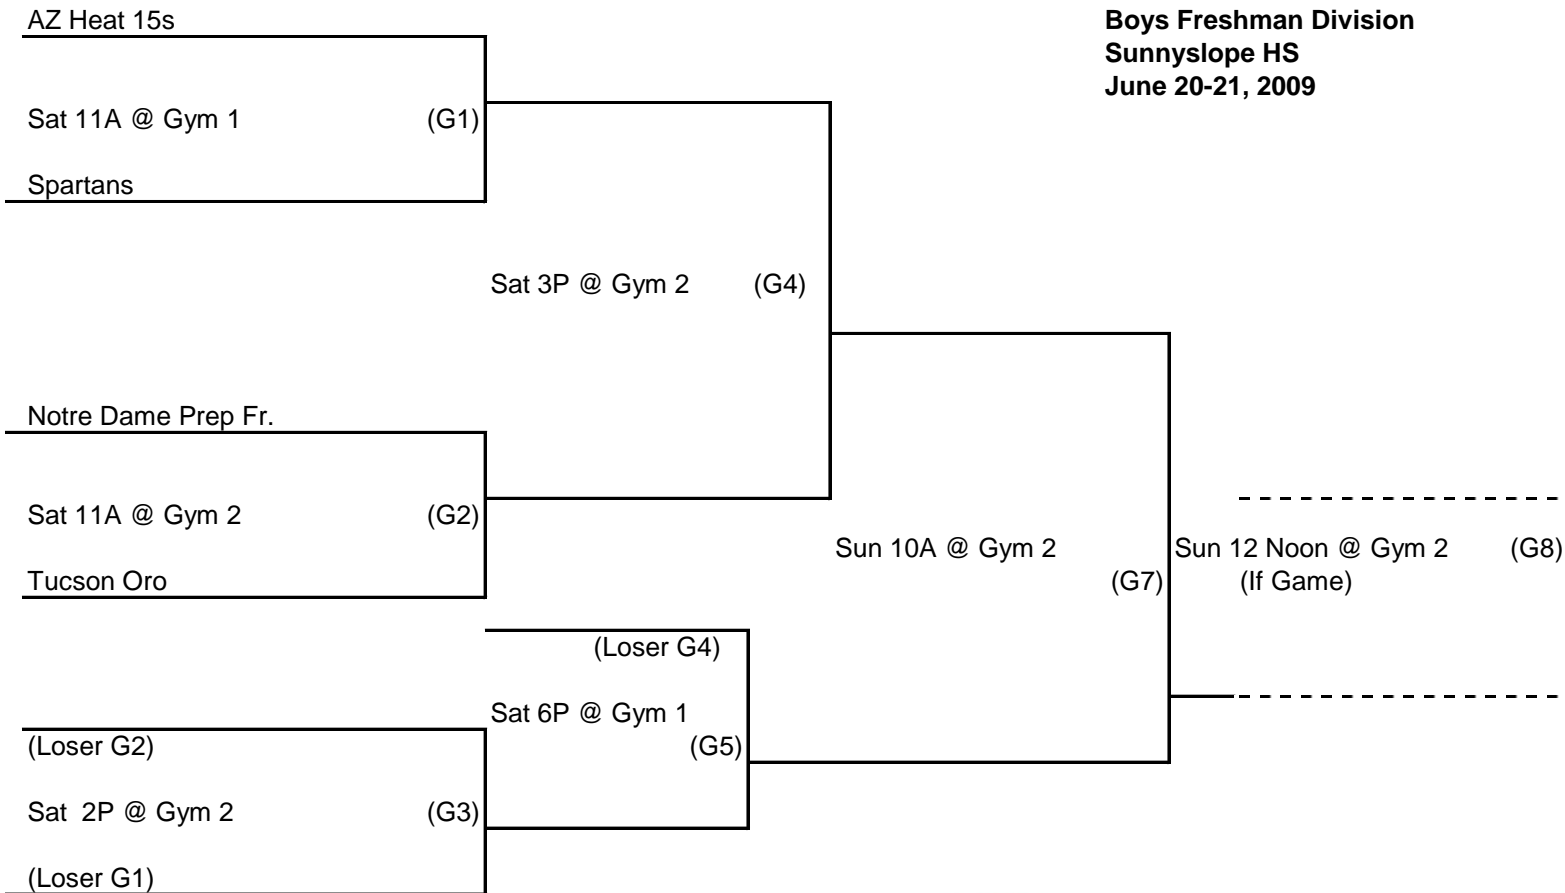 AZ Heat 15s
Boys Freshman Division
Sunnyslope HS
June 20-21, 2009
Sat 11A @ Gym 1 (G1)
Spartans
Sat 3P @ Gym 2 (G4)
Notre Dame Prep Fr.
Sat 11A @ Gym 2 (G2)
Tucson Oro
Sun 10A @ Gym 2
(G7)
Sun 12 Noon @ Gym 2 (G8)
(If Game)
(Loser G4)
Sat 6P @ Gym 1
(G5)
(Loser G2)
Sat 2P @ Gym 2 (G3)
(Loser G1)